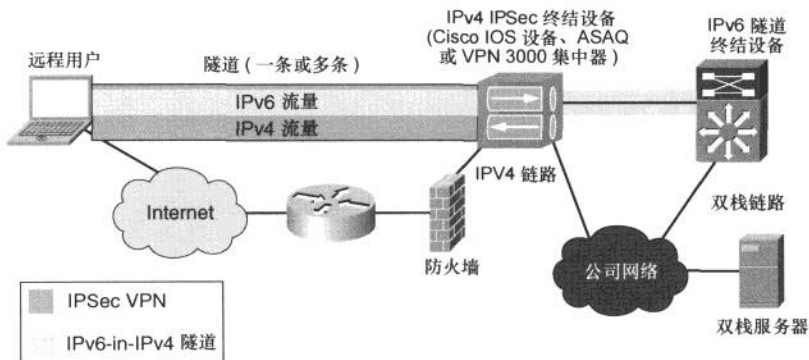 IPv4 IPSec 终结设备
(Cisco IOS 设备、ASAQ
或 VPN 3000 集中器)
IPv6 隧道
终结设备
远程用户
隧道 (一条或多条)
IPv6 流量
IPv4 流量
IPV4 链路
双栈链路
Internet
防火墙
公司网络
双栈服务器
IPSec VPN
IPv6-in-IPv4 隧道